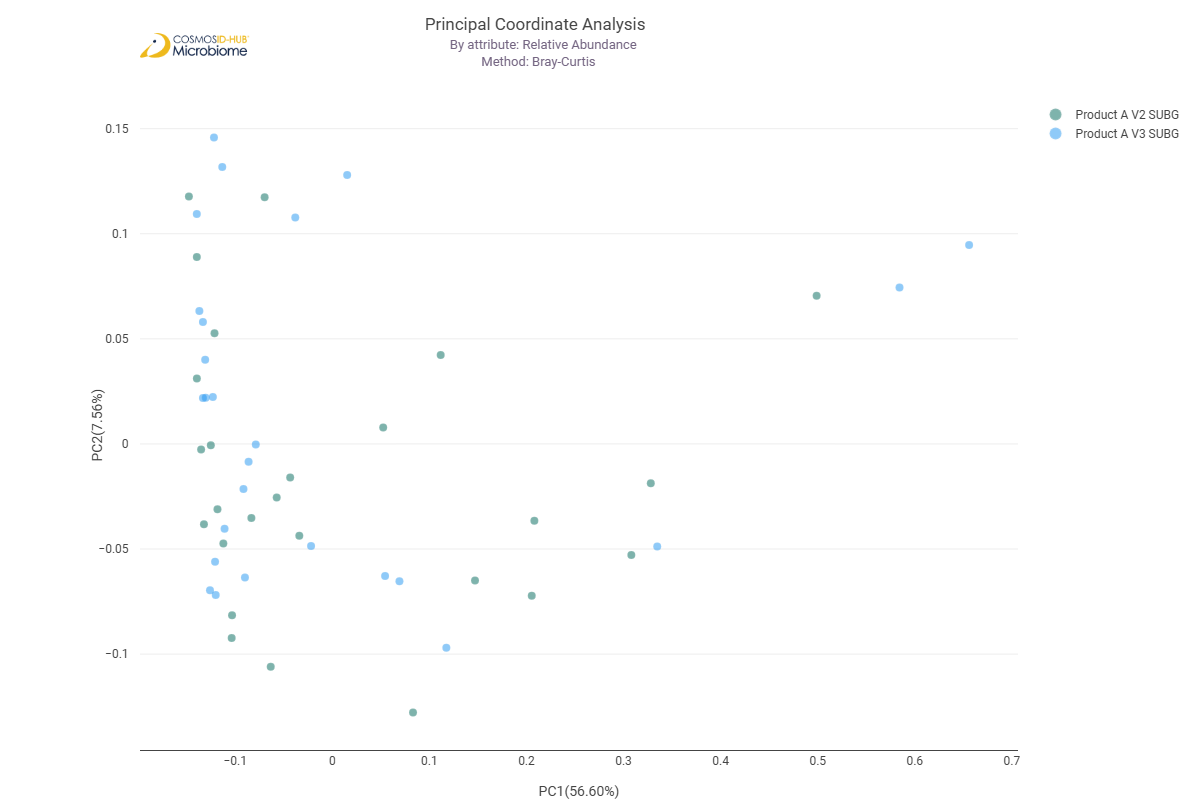 Principal Coordinate Analysis
By attribute: Relative Abundance
Method: Bray-Curtis
COSMOSID-HUB
Microbiome
Product A V2 SUBG
Product A V3 SUBG
0.15
0.1
0.05
0
−0.05
−0.1
PC2(7.56%)
−0.1
0
0.1
0.2
0.3
0.4
0.5
0.6
0.7
PC1(56.60%)